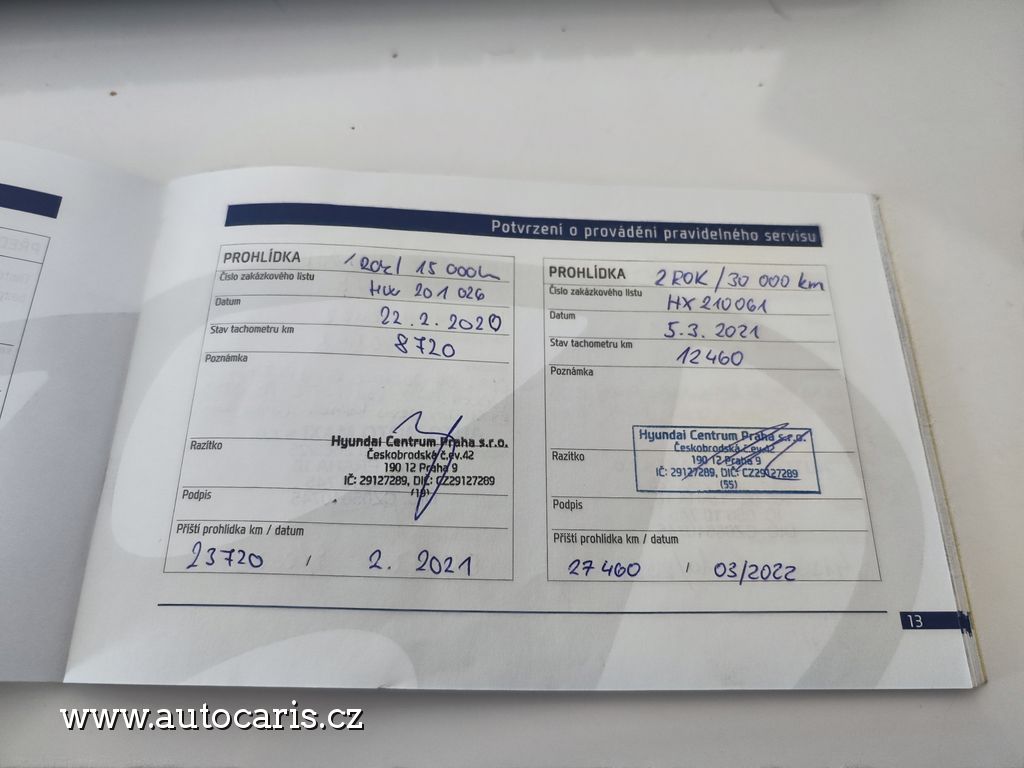 Potvrzení o provádění pravidelného servisu
PROHLÍDKA 1 ROK/ 15 000km
Číslo zakázkového listu HX 201 026
Datum 22. 2. 2020
Stav tachometru km 8720
Poznámka
Razítko
Hyundai Centrum Praha s.r.o.
Českobrodská č.ev.42
190 12 Praha 9
IČ: 29127289, DIČ: CZ29127289
Podpis
Příští prohlídka km / datum
23720 / 2. 2021
PROHLÍDKA 2 ROK/30 000 km
Číslo zakázkového listu HX210061
Datum 5.3.2021
Stav tachometru km 12460
Poznámka
Razítko
Hyundai Centrum Praha s.r.o.
Českobrodská č.ev.42
190 12 Praha 9
IČ: 29127289, DIČ: CZ29127289
(55)
Podpis
Příští prohlídka km / datum
27460 / 03/2022
13
www.autocaris.cz